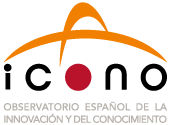 icono
OBSERVATORIO ESPAÑOL DE LA
INNOVACIÓN Y DEL CONOCIMIENTO